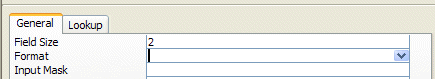 General Lookup
Field Size 2
Format
Input Mask